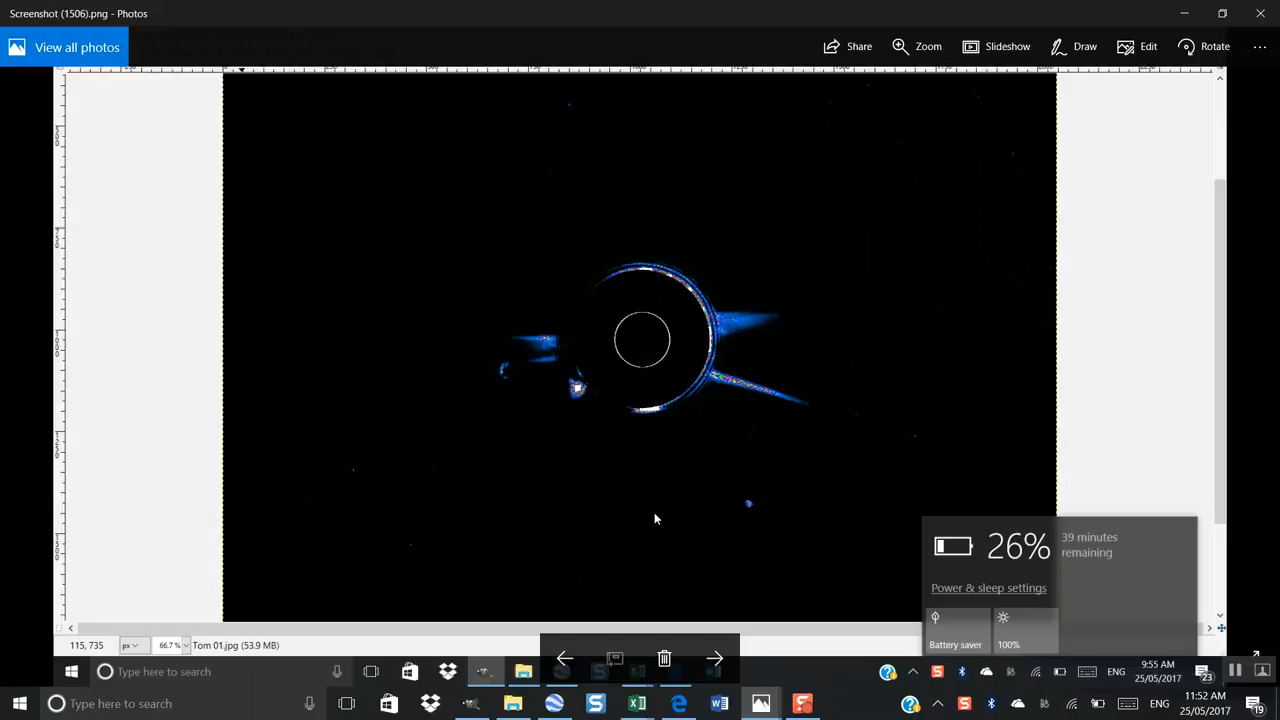 Screenshot (1506).png - Photos
View all photos
Share
Zoom
Slideshow
Draw
Edit
Rotate
26%
39 minutes
remaining
Power & sleep settings
Battery saver
100%
115, 735
px
66.7 %
Tom 01.jpg (53.9 MB)
Type here to search
ENG
9:55 AM
25/05/2017
23
Type here to search
ENG
11:52 AM
25/05/2017
19